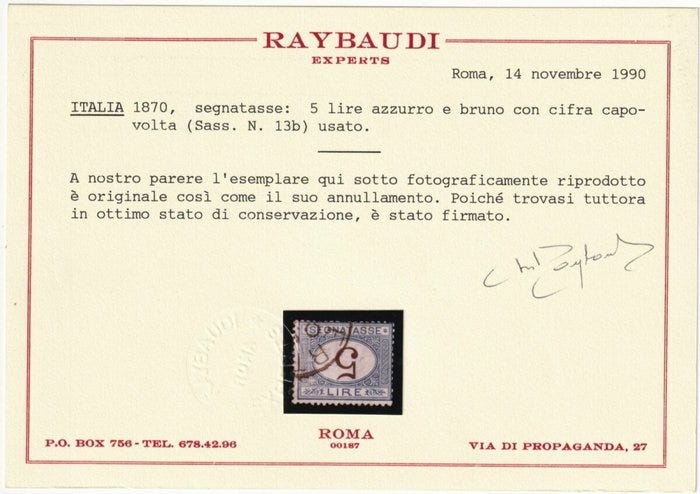 RAYBAUDI
EXPERTS
Roma, 14 novembre 1990
ITALIA 1870, segnatasse: 5 lire azzurro e bruno con cifra capo-
volta (Sass. N. 13b) usato.
A nostro parere l'esemplare qui sotto fotograficamente riprodotto
è originale così come il suo annullamento. Poiché trovasi tuttora
in ottimo stato di conservazione, è stato firmato.
SEGNATASSE
5
LIRE
RAYBAUDI
ROMA
ROMA
00187
P.O. BOX 756 - TEL. 678.42.96
VIA DI PROPAGANDA, 27